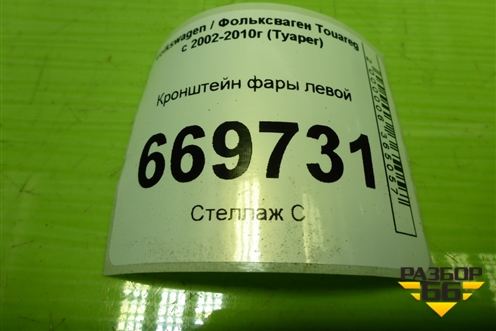 Volkswagen / Фольксваген Touareg
с 2002-2010г (Туарег)
Кронштейн фары левой
669731
Стеллаж С
РАЗБОР
66